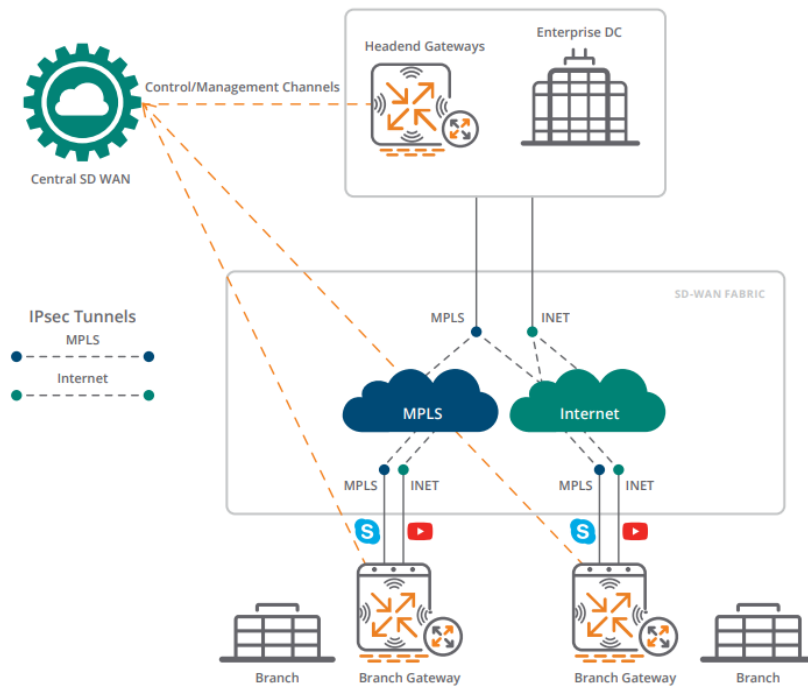 Headend Gateways
Enterprise DC
Control/Management Channels
Central SD WAN
SD-WAN FABRIC
IPsec Tunnels
MPLS
Internet
MPLS
INET
MPLS
Internet
MPLS
INET
MPLS
INET
S
S
Branch
Branch Gateway
Branch Gateway
Branch